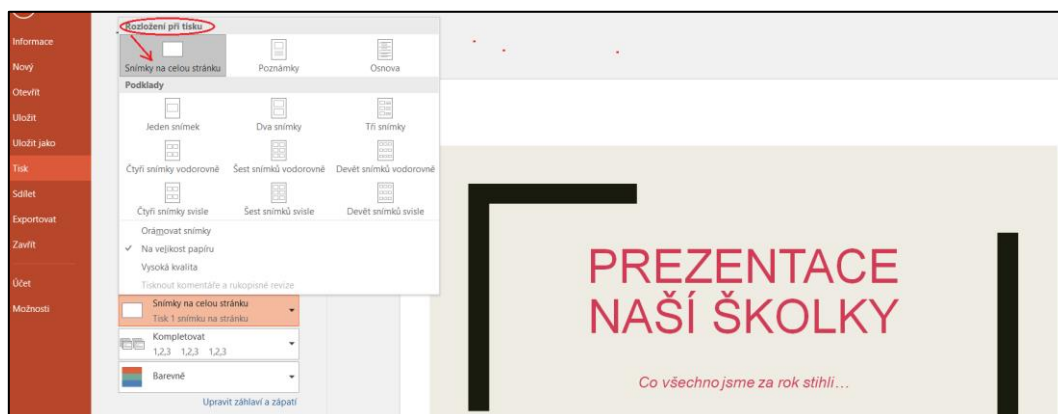 Informace
Nový
Otevřít
Uložit
Uložit jako
Tisk
Sdílet
Exportovat
Zavřít
Účet
Možnosti
Rozložení při tisku
Snímky na celou stránku Poznámky Osnova
Podklady
Jeden snímek Dva snímky Tři snímky
Čtyři snímky vodorovně Šest snímků vodorovně Devět snímků vodorovně
Čtyři snímky svisle Šest snímků svisle Devět snímků svisle
Orámovat snímky
Na velikost papíru
Vysoká kvalita
Tisknout komentáře a rukopisné revize
Snímky na celou stránku
Tisk 1 snímku na stránku
Kompletovat
1,2,3 1,2,3 1,2,3
Barevně
Upravit záhlaví a zápatí
PREZENTACE
NAŠÍ ŠKOLKY
Co všechno jsme za rok stihli…